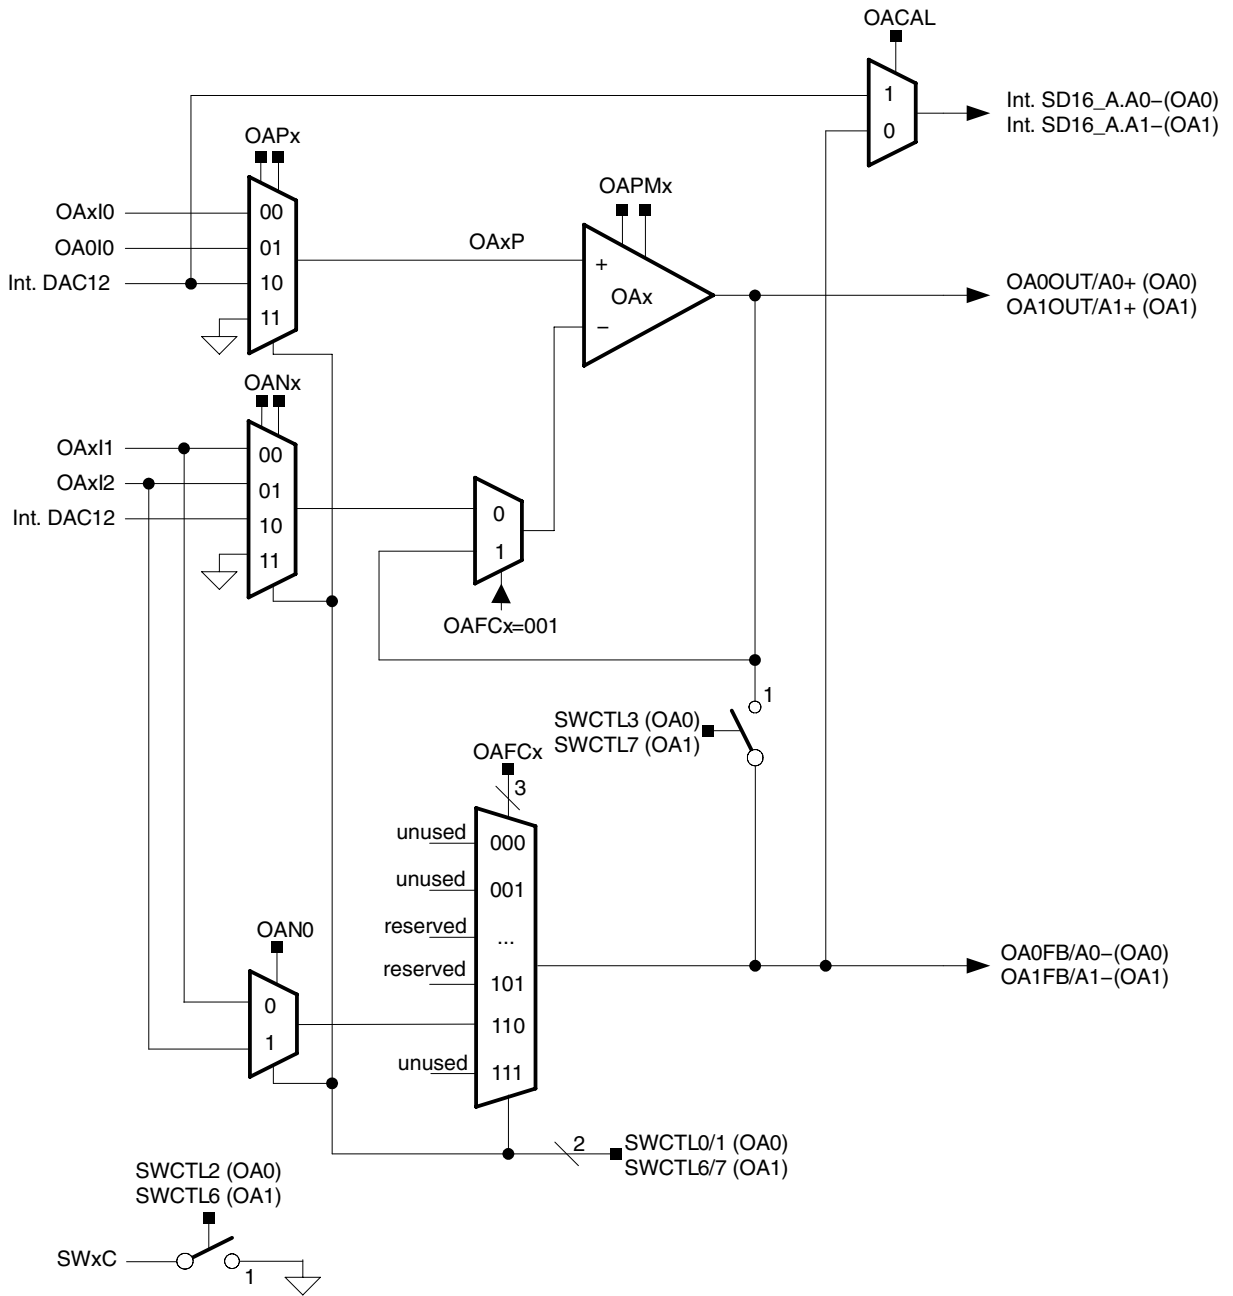 OACAL
1
0
Int. SD16_A.A0−(OA0)
Int. SD16_A.A1−(OA1)
OAPx
OAxI0
OA0I0
Int. DAC12
00
01
10
11
OAxP
OAPMx
+
OAx
−
OA0OUT/A0+ (OA0)
OA1OUT/A1+ (OA1)
OANx
OAxI1
OAxI2
Int. DAC12
00
01
10
11
0
1
OAFCx=001
1
SWCTL3 (OA0)
SWCTL7 (OA1)
OAFCx
3
unused
000
unused
001
reserved
...
reserved
101
110
unused
111
OAN0
0
1
OA0FB/A0−(OA0)
OA1FB/A1−(OA1)
2
SWCTL0/1 (OA0)
SWCTL6/7 (OA1)
SWCTL2 (OA0)
SWCTL6 (OA1)
SWxC
1